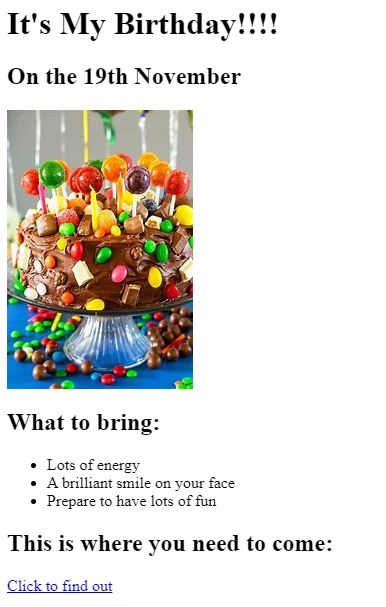 It's My Birthday!!!!
On the 19th November
What to bring:
Lots of energy
A brilliant smile on your face
Prepare to have lots of fun
This is where you need to come:
Click to find out